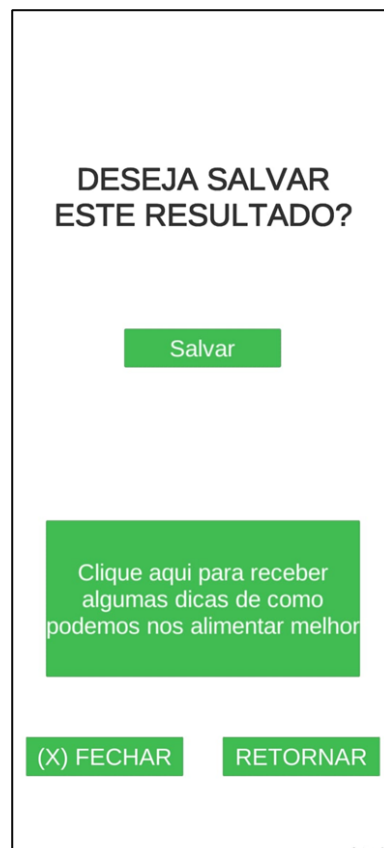 DESEJA SALVAR
ESTE RESULTADO?
Salvar
Clique aqui para receber
algumas dicas de como
podemos nos alimentar melhor
(X) FECHAR
RETORNAR